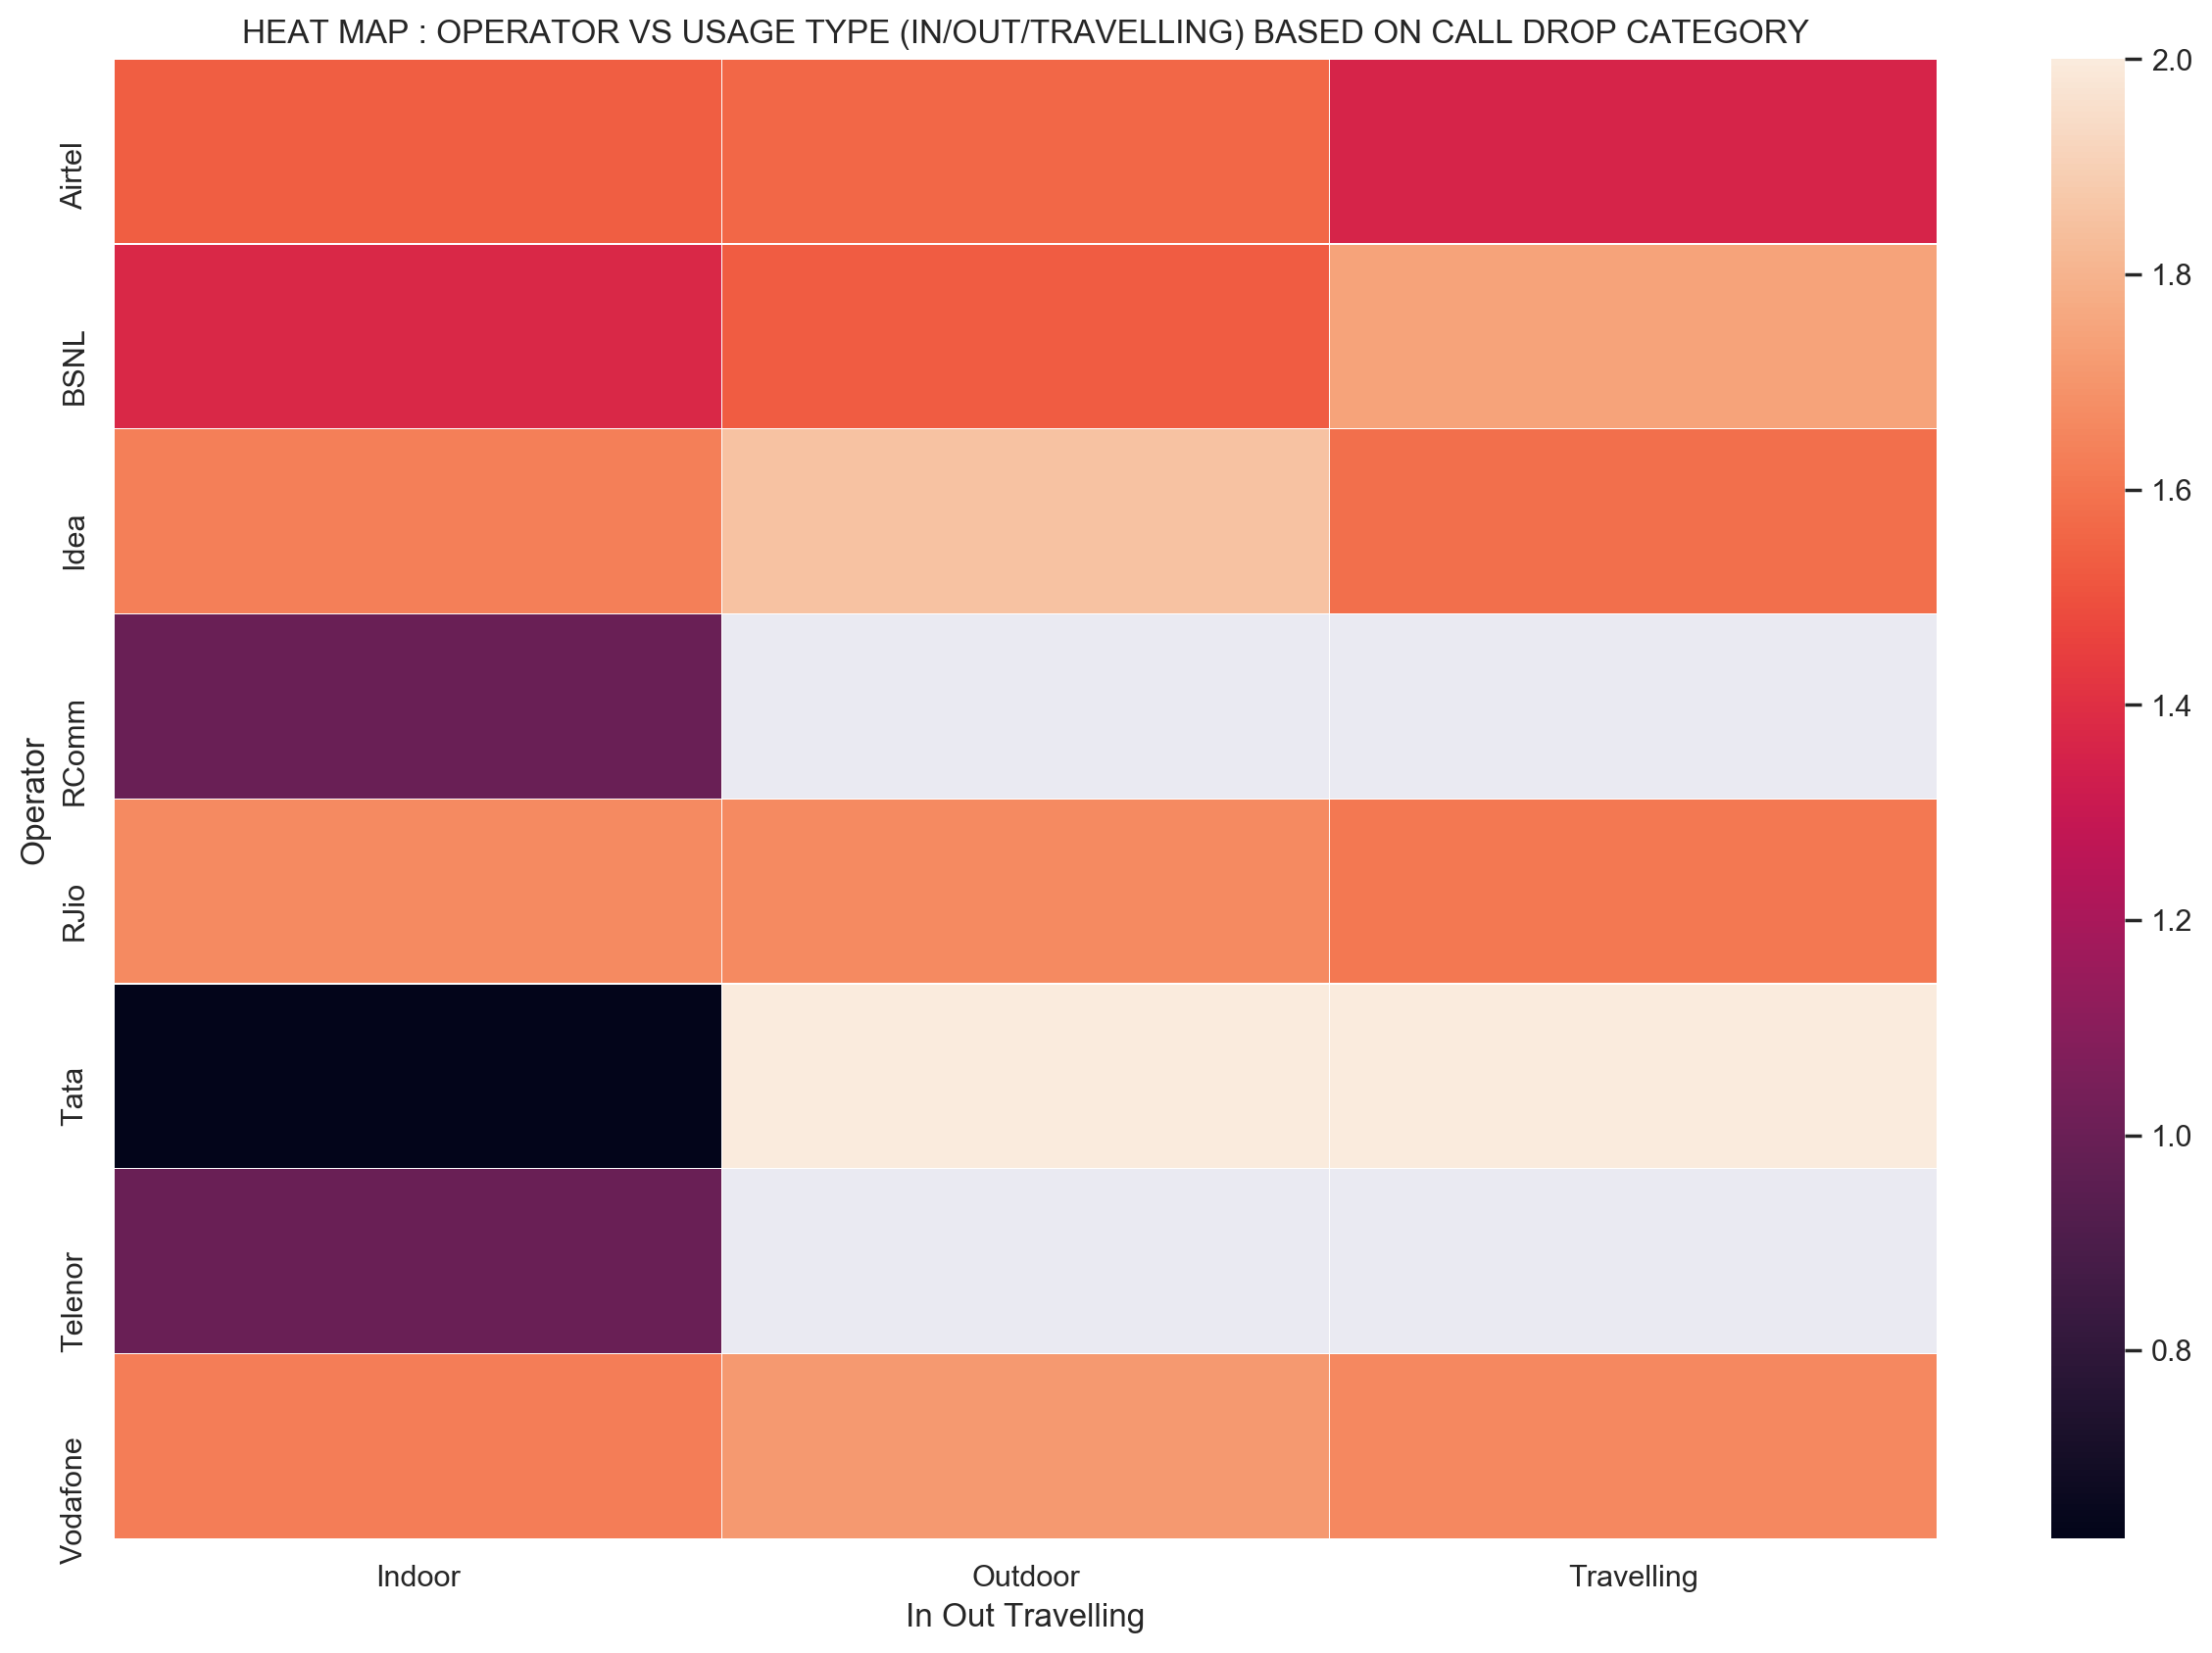 HEAT MAP : OPERATOR VS USAGE TYPE (IN/OUT/TRAVELLING) BASED ON CALL DROP CATEGORY
Operator
Airtel
BSNL
Idea
RComm
RJio
Tata
Telenor
Vodafone
Indoor
Outdoor
Travelling
In Out Travelling
2.0
1.8
1.6
1.4
1.2
1.0
0.8